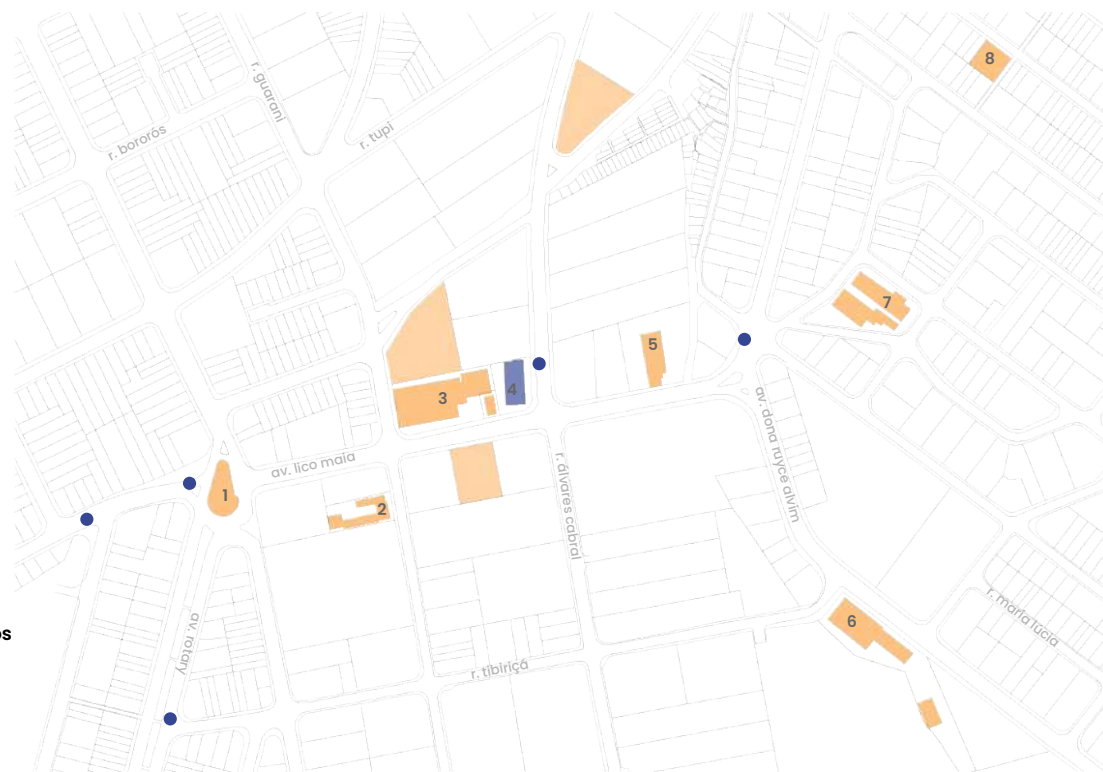 8
r. guarani
r. bororós
r. tupi
7
5
4
3
av. lico maia
av. dona ruyce alvim
1
2
r. álvares cabral
6
r. maria lúcia
os
av. rotary
r. tibiriçá